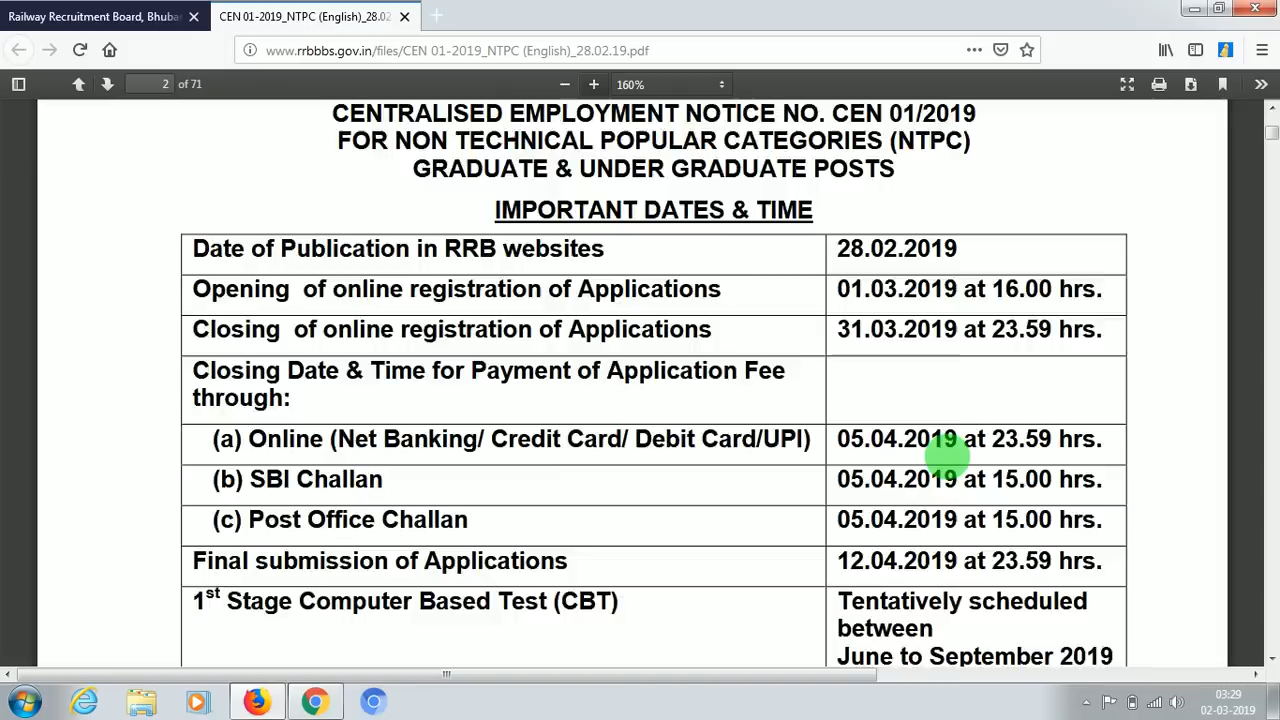 Railway Recruitment Board, Bhuba
CEN 01-2019_NTPC (English)_28.02
www.rrbbbs.gov.in/files/CEN 01-2019_NTPC (English)_28.02.19.pdf
2 of 71
160%
CENTRALISED EMPLOYMENT NOTICE NO. CEN 01/2019
FOR NON TECHNICAL POPULAR CATEGORIES (NTPC)
GRADUATE & UNDER GRADUATE POSTS
IMPORTANT DATES & TIME
Date of Publication in RRB websites 28.02.2019
Opening of online registration of Applications 01.03.2019 at 16.00 hrs.
Closing of online registration of Applications 31.03.2019 at 23.59 hrs.
Closing Date & Time for Payment of Application Fee
through:
(a) Online (Net Banking/ Credit Card/ Debit Card/UPI) 05.04.2019 at 23.59 hrs.
(b) SBI Challan 05.04.2019 at 15.00 hrs.
(c) Post Office Challan 05.04.2019 at 15.00 hrs.
Final submission of Applications 12.04.2019 at 23.59 hrs.
1st Stage Computer Based Test (CBT) Tentatively scheduled
between
June to September 2019
03:29
02-03-2019